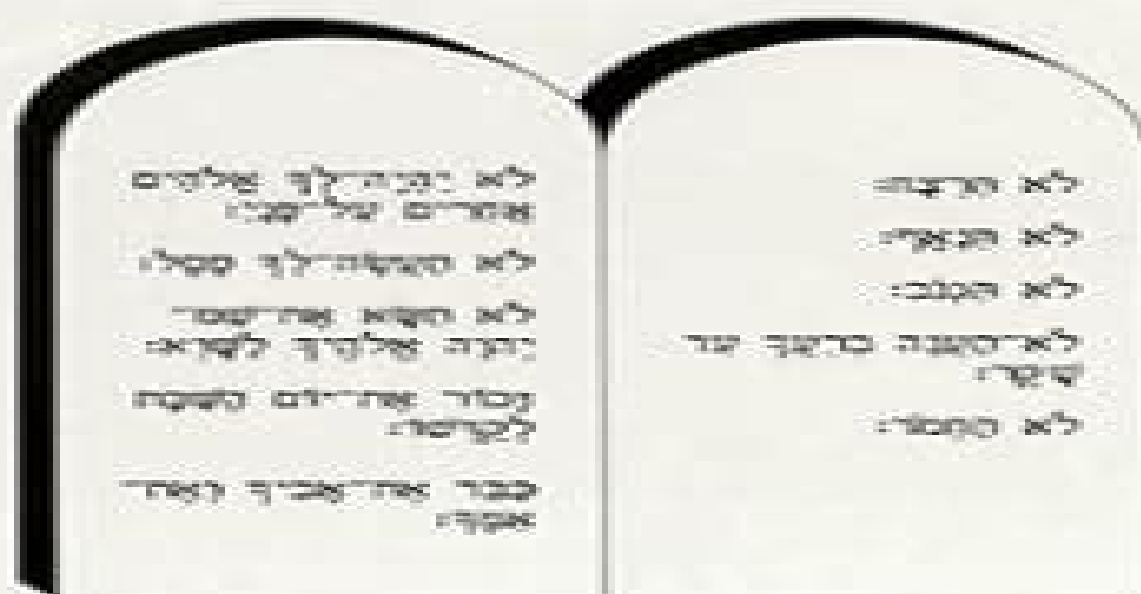 לא יהיה־לך אלהים
אחרים על־פני׃
לא תעשה־לך פסל׃
לא תשא את־שם־
יהוה אלהיך לשוא׃
זכור את־יום השבת
לקדשו׃
כבד את־אביך ואת־
אמך׃
לא תרצח׃
לא תנאף׃
לא תגנב׃
לא־תענה ברעך עד
שקר׃
לא תחמוד׃